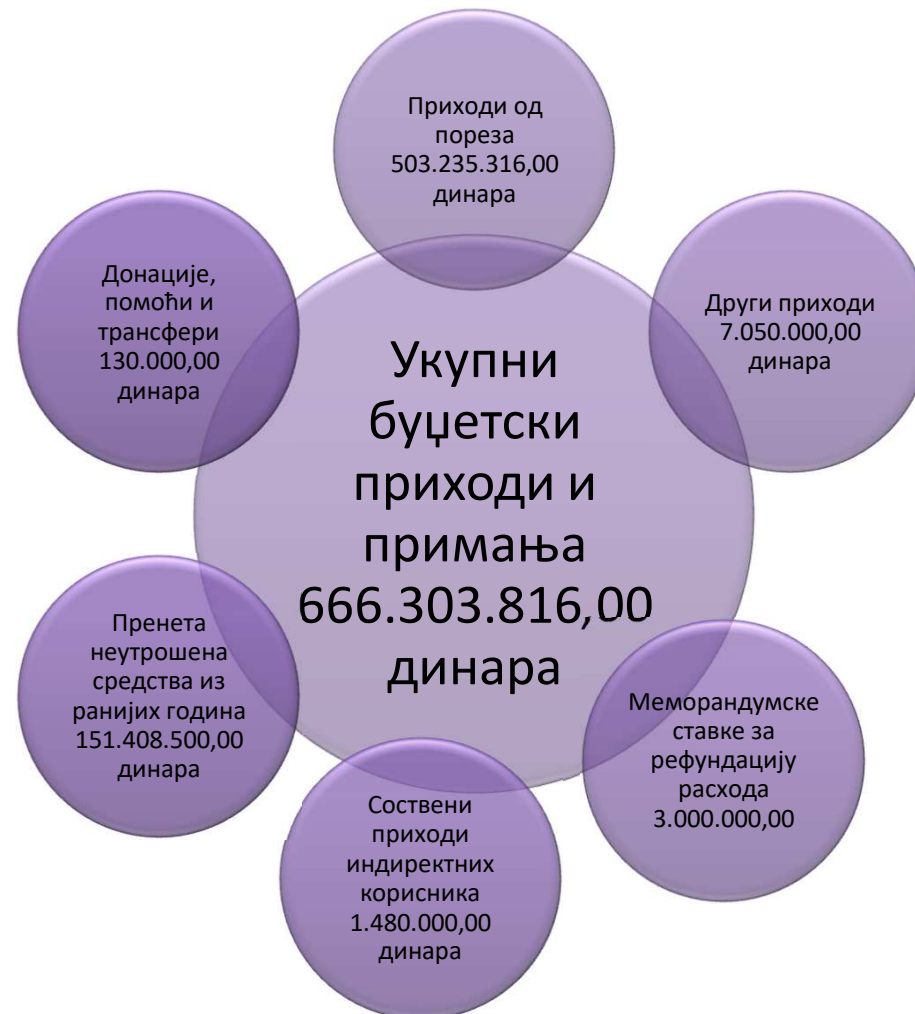 Приходи од
пореза
503.235.316,00
динара
Други приходи
7.050.000,00
динара
Донације,
помоћи и
трансфери
130.000,00
динара
Укупни
буџетски
приходи и
примања
666.303.816,00
динара
Меморандумске
ставке за
рефундацију
расхода
3.000.000,00
Пренета
неутрошена
средства из
ранијих година
151.408.500,00
динара
Соствени
приходи
индиректних
корисника
1.480.000,00
динара